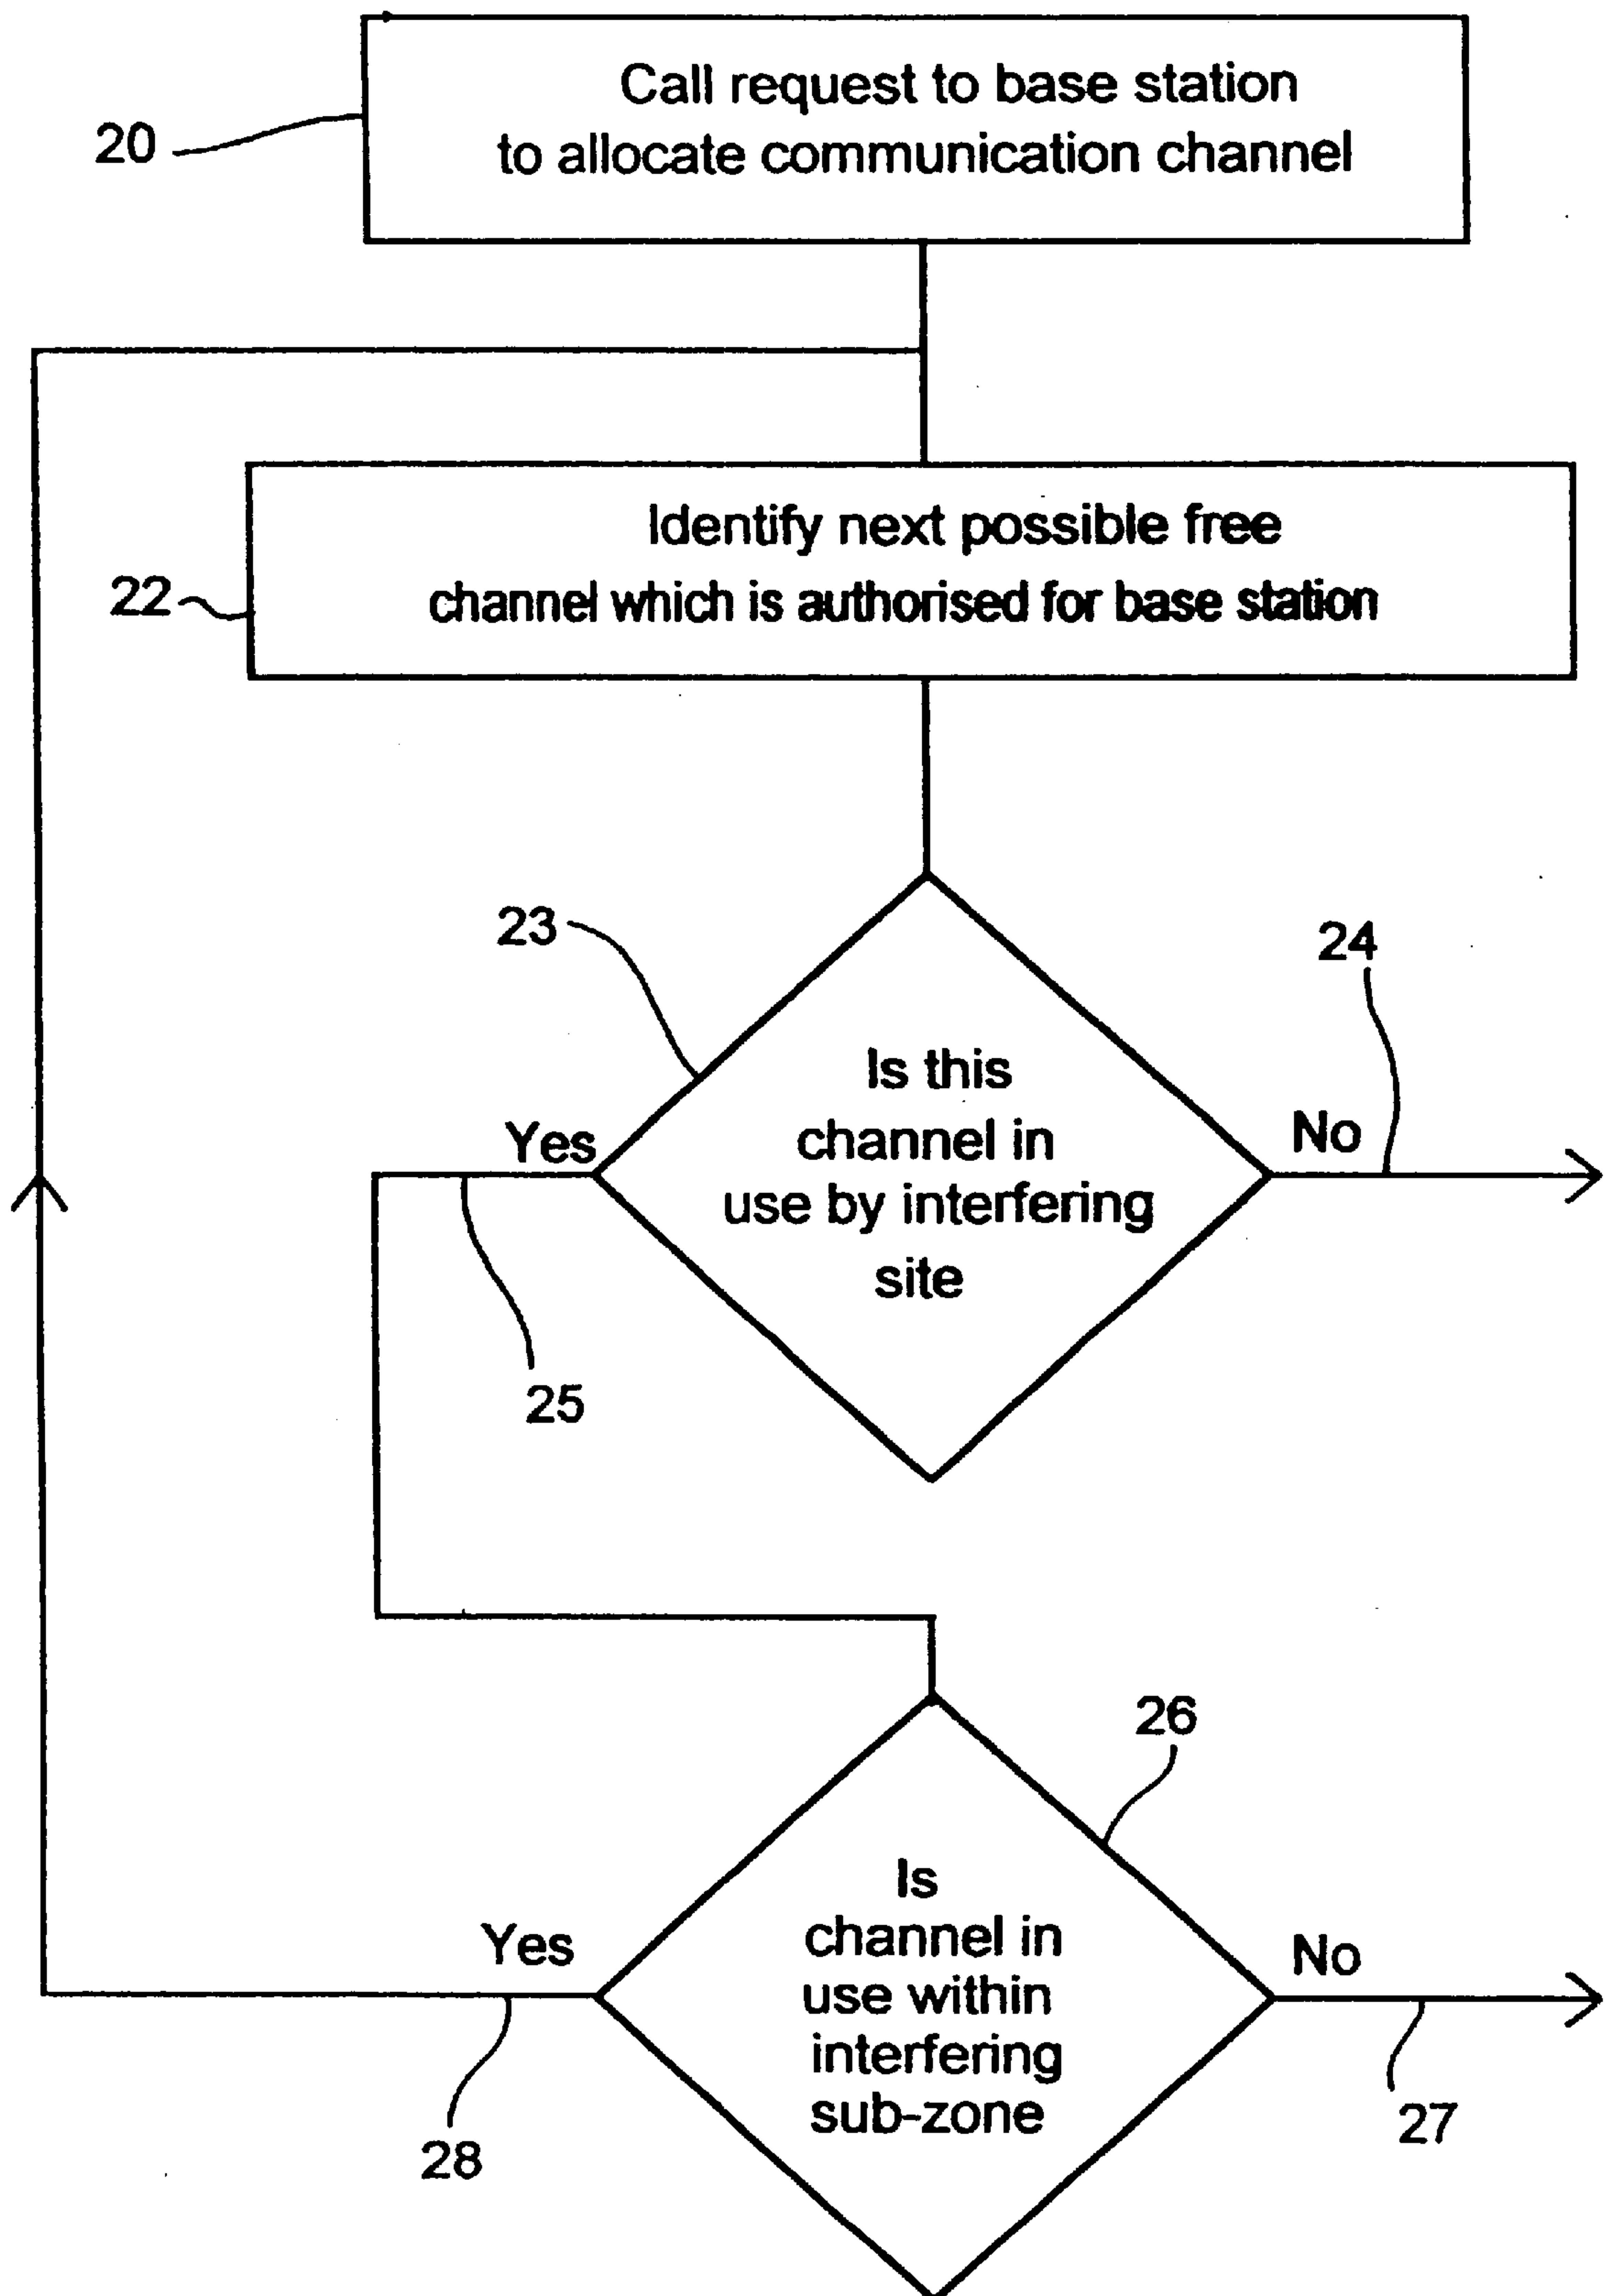 Call request to base station
to allocate communication channel
20
Identify next possible free
channel which is authorised for base station
22
23
24
Is this
channel in
use by interfering
site
Yes
No
25
26
Is
channel in
use within
interfering
sub-zone
Yes
No
27
28